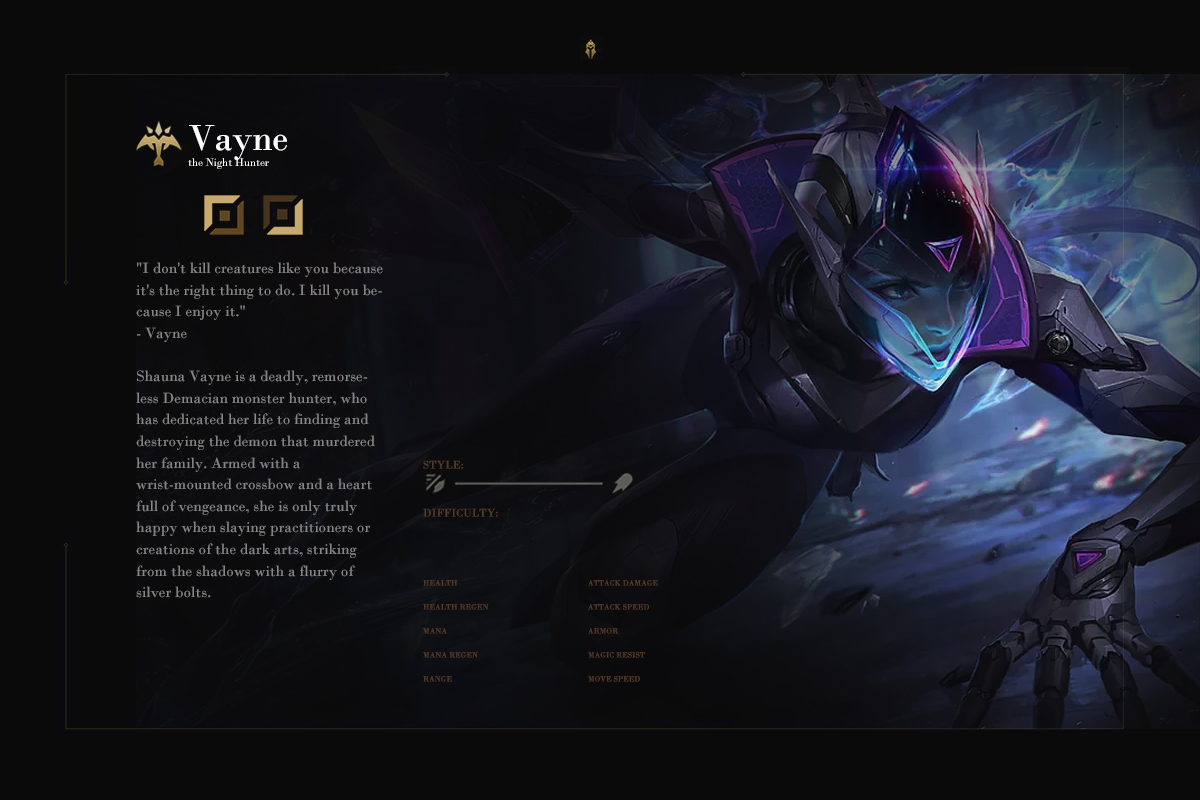 Vayne
the Night Hunter
"I don't kill creatures like you because
it's the right thing to do. I kill you be-
cause I enjoy it."
- Vayne
Shauna Vayne is a deadly, remorse-
less Demacian monster hunter, who
has dedicated her life to finding and
destroying the demon that murdered
her family. Armed with a
wrist-mounted crossbow and a heart
full of vengeance, she is only truly
happy when slaying practitioners or
creations of the dark arts, striking
from the shadows with a flurry of
silver bolts.
STYLE:
DIFFICULTY:
HEALTH
HEALTH REGEN
MANA
MANA REGEN
RANGE
ATTACK DAMAGE
ATTACK SPEED
ARMOR
MAGIC RESIST
MOVE SPEED